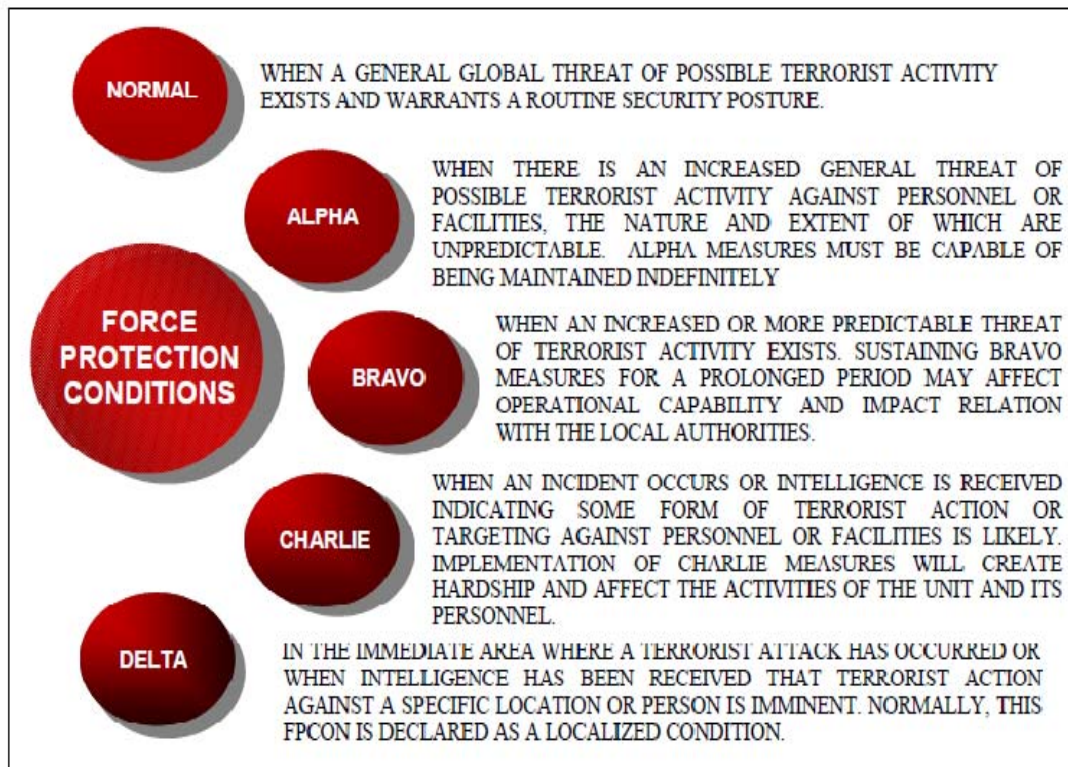 NORMAL
WHEN A GENERAL GLOBAL THREAT OF POSSIBLE TERRORIST ACTIVITY
EXISTS AND WARRANTS A ROUTINE SECURITY POSTURE.
ALPHA
WHEN THERE IS AN INCREASED GENERAL THREAT OF
POSSIBLE TERRORIST ACTIVITY AGAINST PERSONNEL OR
FACILITIES, THE NATURE AND EXTENT OF WHICH ARE
UNPREDICTABLE. ALPHA MEASURES MUST BE CAPABLE OF
BEING MAINTAINED INDEFINITELY
FORCE
PROTECTION
CONDITIONS
BRAVO
WHEN AN INCREASED OR MORE PREDICTABLE THREAT
OF TERRORIST ACTIVITY EXISTS. SUSTAINING BRAVO
MEASURES FOR A PROLONGED PERIOD MAY AFFECT
OPERATIONAL CAPABILITY AND IMPACT RELATION
WITH THE LOCAL AUTHORITIES.
CHARLIE
WHEN AN INCIDENT OCCURS OR INTELLIGENCE IS RECEIVED
INDICATING SOME FORM OF TERRORIST ACTION OR
TARGETING AGAINST PERSONNEL OR FACILITIES IS LIKELY.
IMPLEMENTATION OF CHARLIE MEASURES WILL CREATE
HARDSHIP AND AFFECT THE ACTIVITIES OF THE UNIT AND ITS
PERSONNEL.
DELTA
IN THE IMMEDIATE AREA WHERE A TERRORIST ATTACK HAS OCCURRED OR
WHEN INTELLIGENCE HAS BEEN RECEIVED THAT TERRORIST ACTION
AGAINST A SPECIFIC LOCATION OR PERSON IS IMMINENT. NORMALLY, THIS
FPCON IS DECLARED AS A LOCALIZED CONDITION.